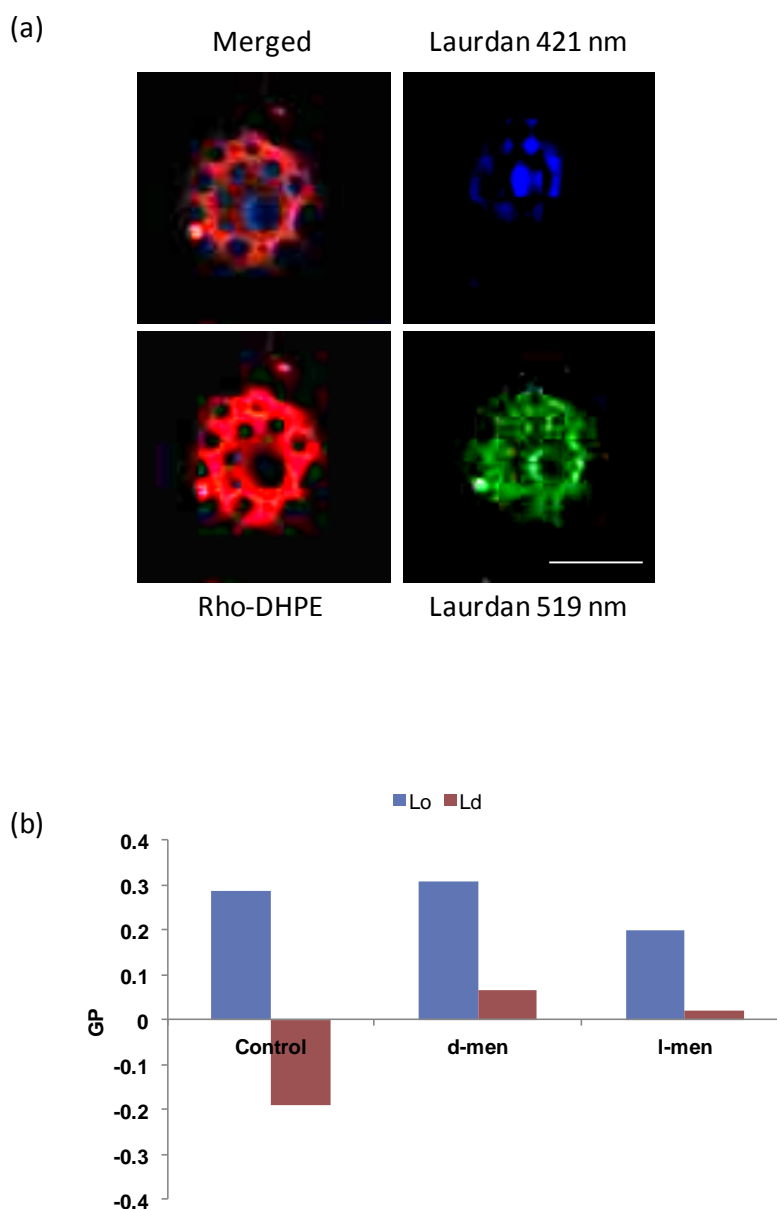 (a)
Merged Laurdan 421 nm
Rho-DHPE Laurdan 519 nm
(b)
Lo Ld
0.4
0.3
0.2
0.1
0
-0.1
-0.2
-0.3
-0.4
GP
Control d-men l-men